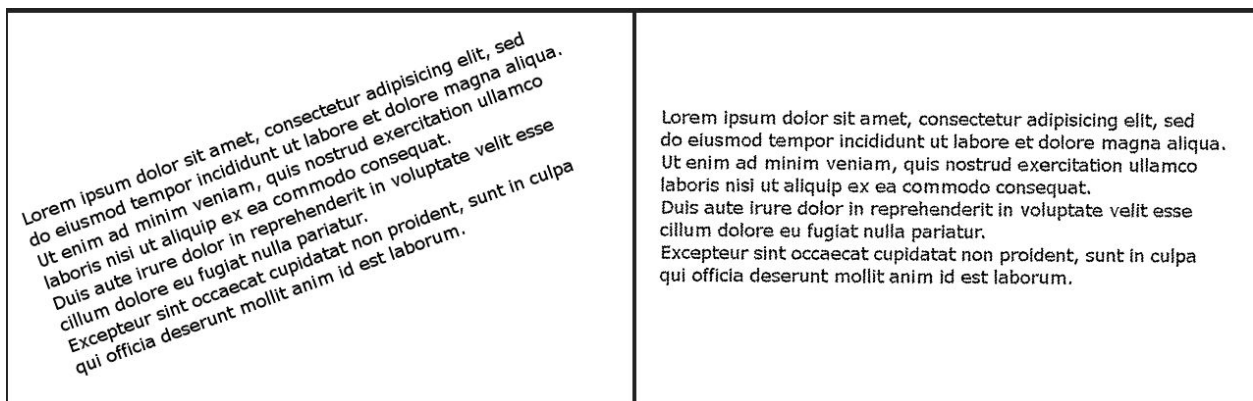 Lorem ipsum dolor sit amet, consectetur adipisicing elit, sed
do eiusmod tempor incididunt ut labore et dolore magna aliqua.
Ut enim ad minim veniam, quis nostrud exercitation ullamco
laboris nisi ut aliquip ex ea commodo consequat.
Duis aute irure dolor in reprehenderit in voluptate velit esse
cillum dolore eu fugiat nulla pariatur.
Excepteur sint occaecat cupidatat non proident, sunt in culpa
qui officia deserunt mollit anim id est laborum.
Lorem ipsum dolor sit amet, consectetur adipisicing elit, sed
do eiusmod tempor incididunt ut labore et dolore magna aliqua.
Ut enim ad minim veniam, quis nostrud exercitation ullamco
laboris nisi ut aliquip ex ea commodo consequat.
Duis aute irure dolor in reprehenderit in voluptate velit esse
cillum dolore eu fugiat nulla pariatur.
Excepteur sint occaecat cupidatat non proident, sunt in culpa
qui officia deserunt mollit anim id est laborum.